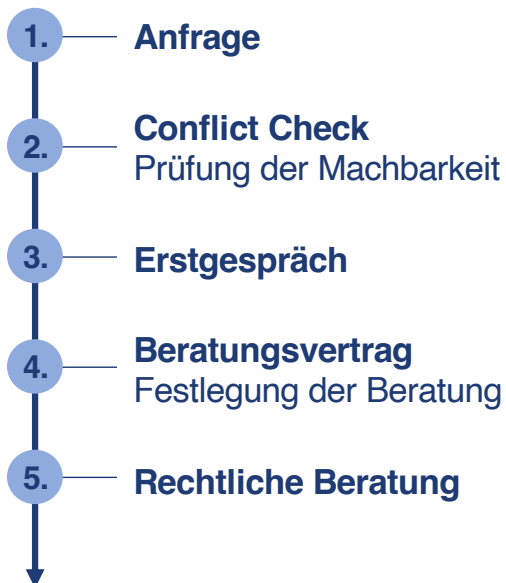 1. Anfrage
2. Conflict Check
Prüfung der Machbarkeit
3. Erstgespräch
4. Beratungsvertrag
Festlegung der Beratung
5. Rechtliche Beratung